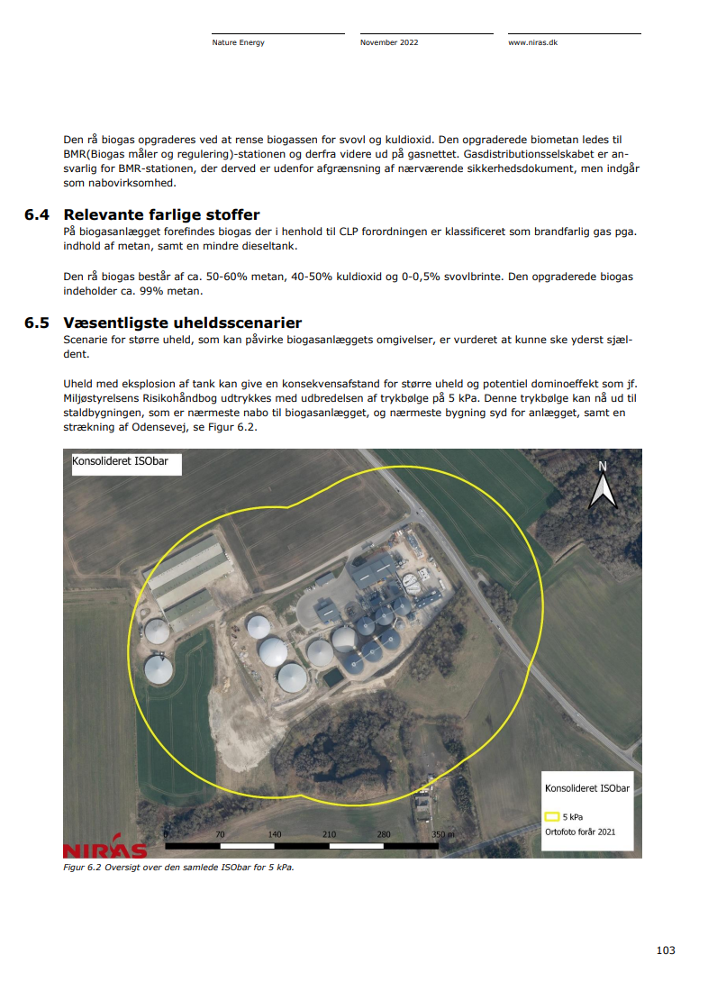 Nature Energy
November 2022
www.niras.dk
Den rå biogas opgraderes ved at rense biogassen for svovl og kuldioxid. Den opgraderede biometan ledes til
BMR(Biogas måler og regulering)-stationen og derfra videre ud på gasnettet. Gasdistributionsselskabet er an-
svarlig for BMR-stationen, der derved er udenfor afgrænsning af nærværende sikkerhedsdokument, men indgår
som nabovirksomhed.
6.4 Relevante farlige stoffer
På biogasanlægget forefindes biogas der i henhold til CLP forordningen er klassificeret som brandfarlig gas pga.
indhold af metan, samt en mindre dieseltank.
Den rå biogas består af ca. 50-60% metan, 40-50% kuldioxid og 0-0,5% svovlbrinte. Den opgraderede biogas
indeholder ca. 99% metan.
6.5 Væsentligste uheldsscenarier
Scenarie for større uheld, som kan påvirke biogasanlæggets omgivelser, er vurderet at kunne ske yderst sjæl-
dent.
Uheld med eksplosion af tank kan give en konsekvensafstand for større uheld og potentiel dominoeffekt som jf.
Miljøstyrelsens Risikohåndbog udtrykkes med udbredelsen af trykbølge på 5 kPa. Denne trykbølge kan nå ud til
staldbygningen, som er nærmeste nabo til biogasanlægget, og nærmeste bygning syd for anlægget, samt en
strækning af Odensevej, se Figur 6.2.
Konsolideret ISObar
N
Konsolideret ISObar
5 kPa
Ortofoto forår 2021
0 70 140 210 280 350 m
NIRAS
Figur 6.2 Oversigt over den samlede ISObar for 5 kPa.
103